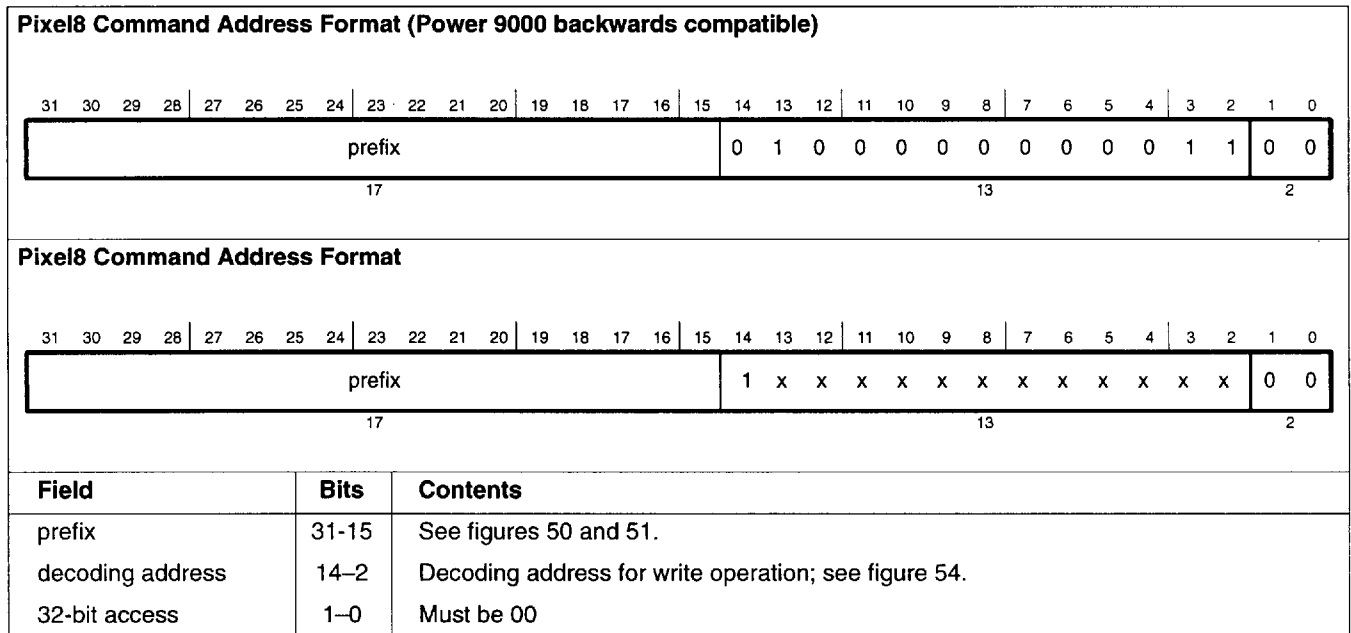 Pixel8 Command Address Format (Power 9000 backwards compatible)
31 30 29 28 27 26 25 24 23 22 21 20 19 18 17 16 15 14 13 12 11 10 9 8 7 6 5 4 3 2 1 0
prefix 0 1 0 0 0 0 0 0 0 0 0 1 1 0 0
17 13 2
Pixel8 Command Address Format
31 30 29 28 27 26 25 24 23 22 21 20 19 18 17 16 15 14 13 12 11 10 9 8 7 6 5 4 3 2 1 0
prefix 1 x x x x x x x x x x x x 0 0
17 13 2
Field Bits Contents
prefix 31-15 See figures 50 and 51.
decoding address 14–2 Decoding address for write operation; see figure 54.
32-bit access 1–0 Must be 00